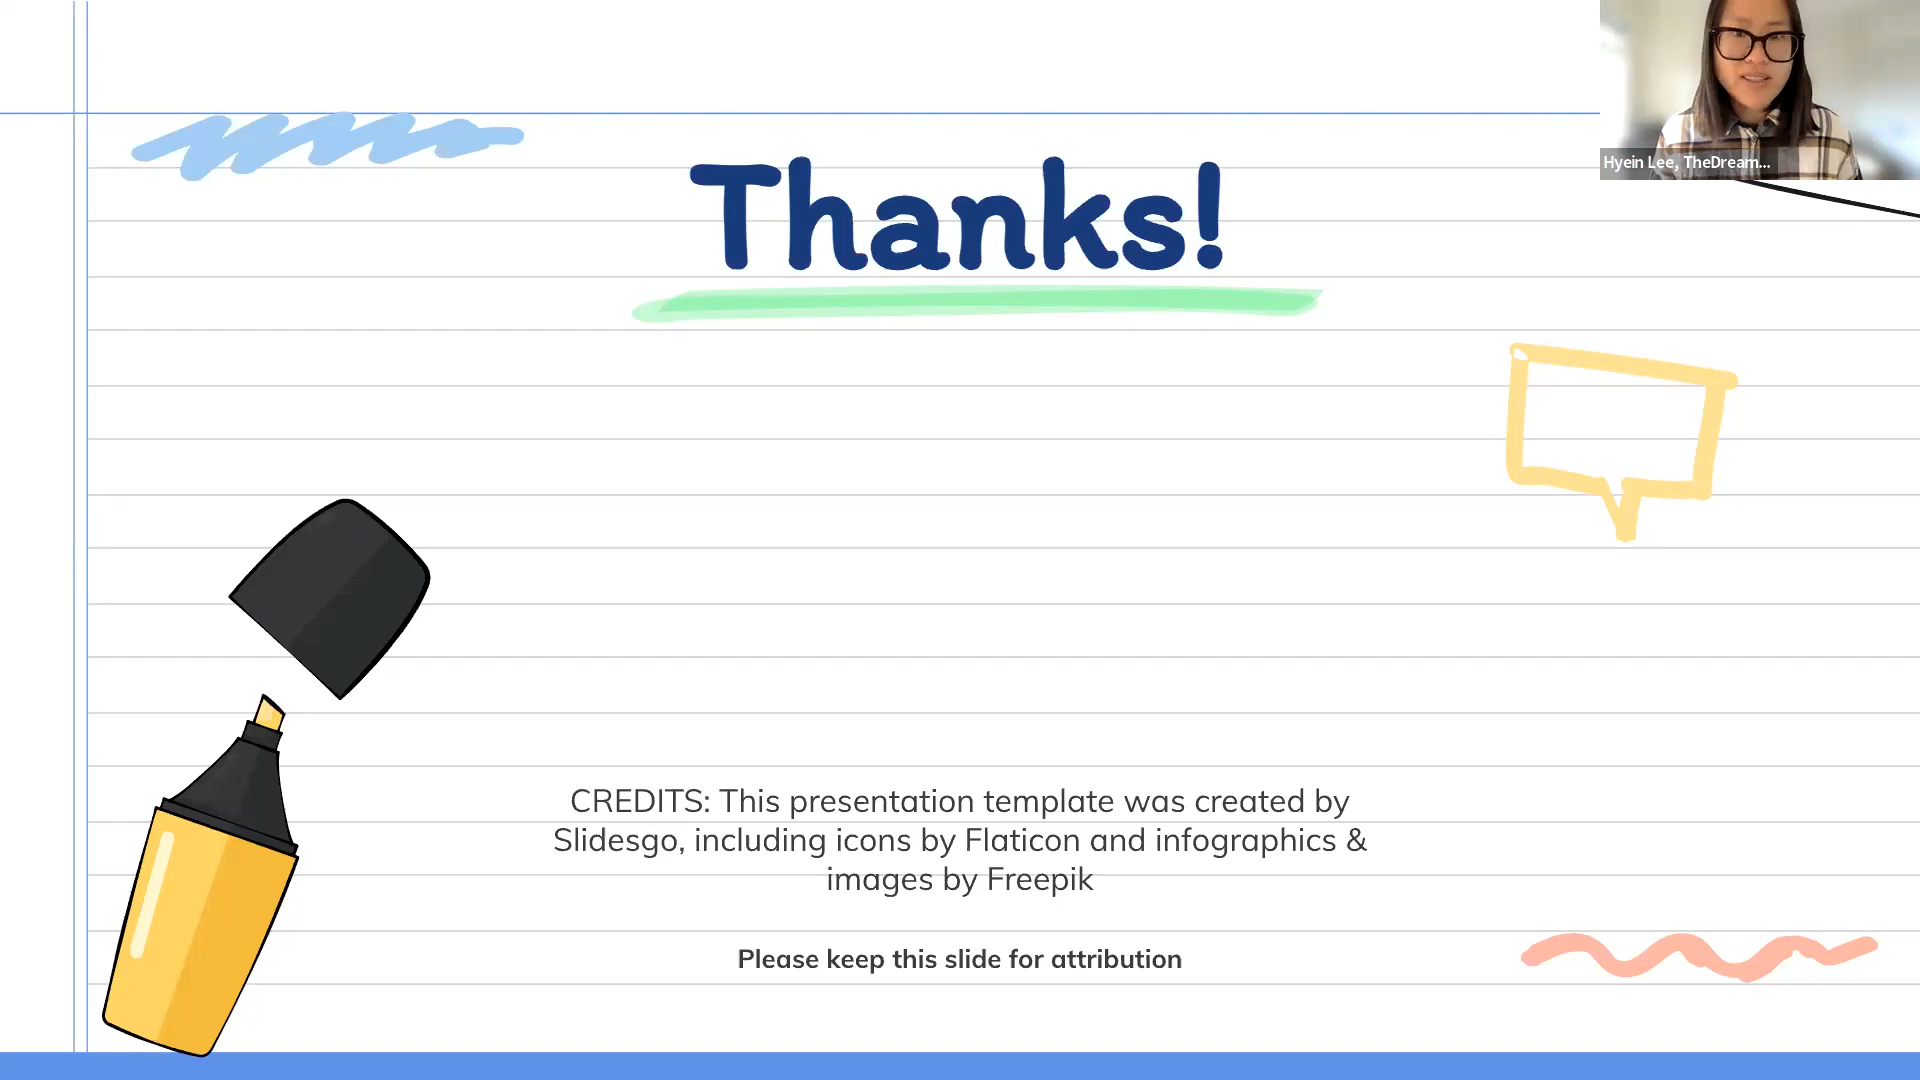 Hyein Lee, TheDream...
Thanks!
CREDITS: This presentation template was created by
Slidesgo, including icons by Flaticon and infographics &
images by Freepik
Please keep this slide for attribution